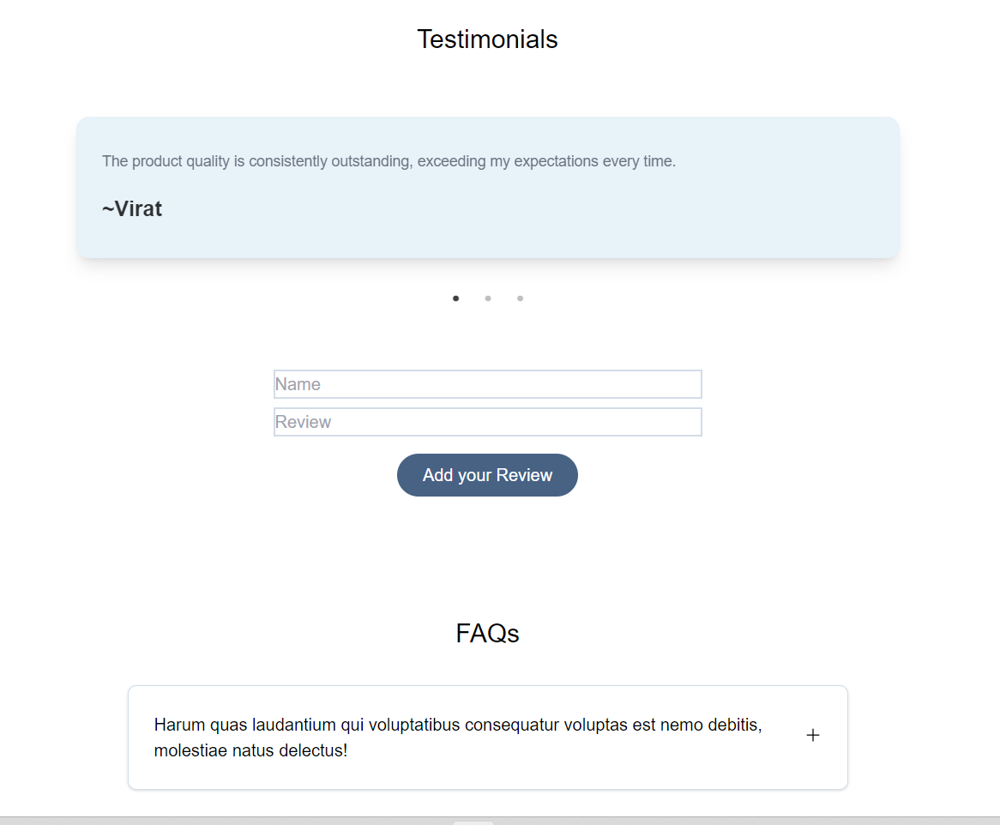 Testimonials
The product quality is consistently outstanding, exceeding my expectations every time.
~Virat
Name
Review
Add your Review
FAQs
Harum quas laudantium qui voluptatibus consequatur voluptas est nemo debitis,
molestiae natus delectus!